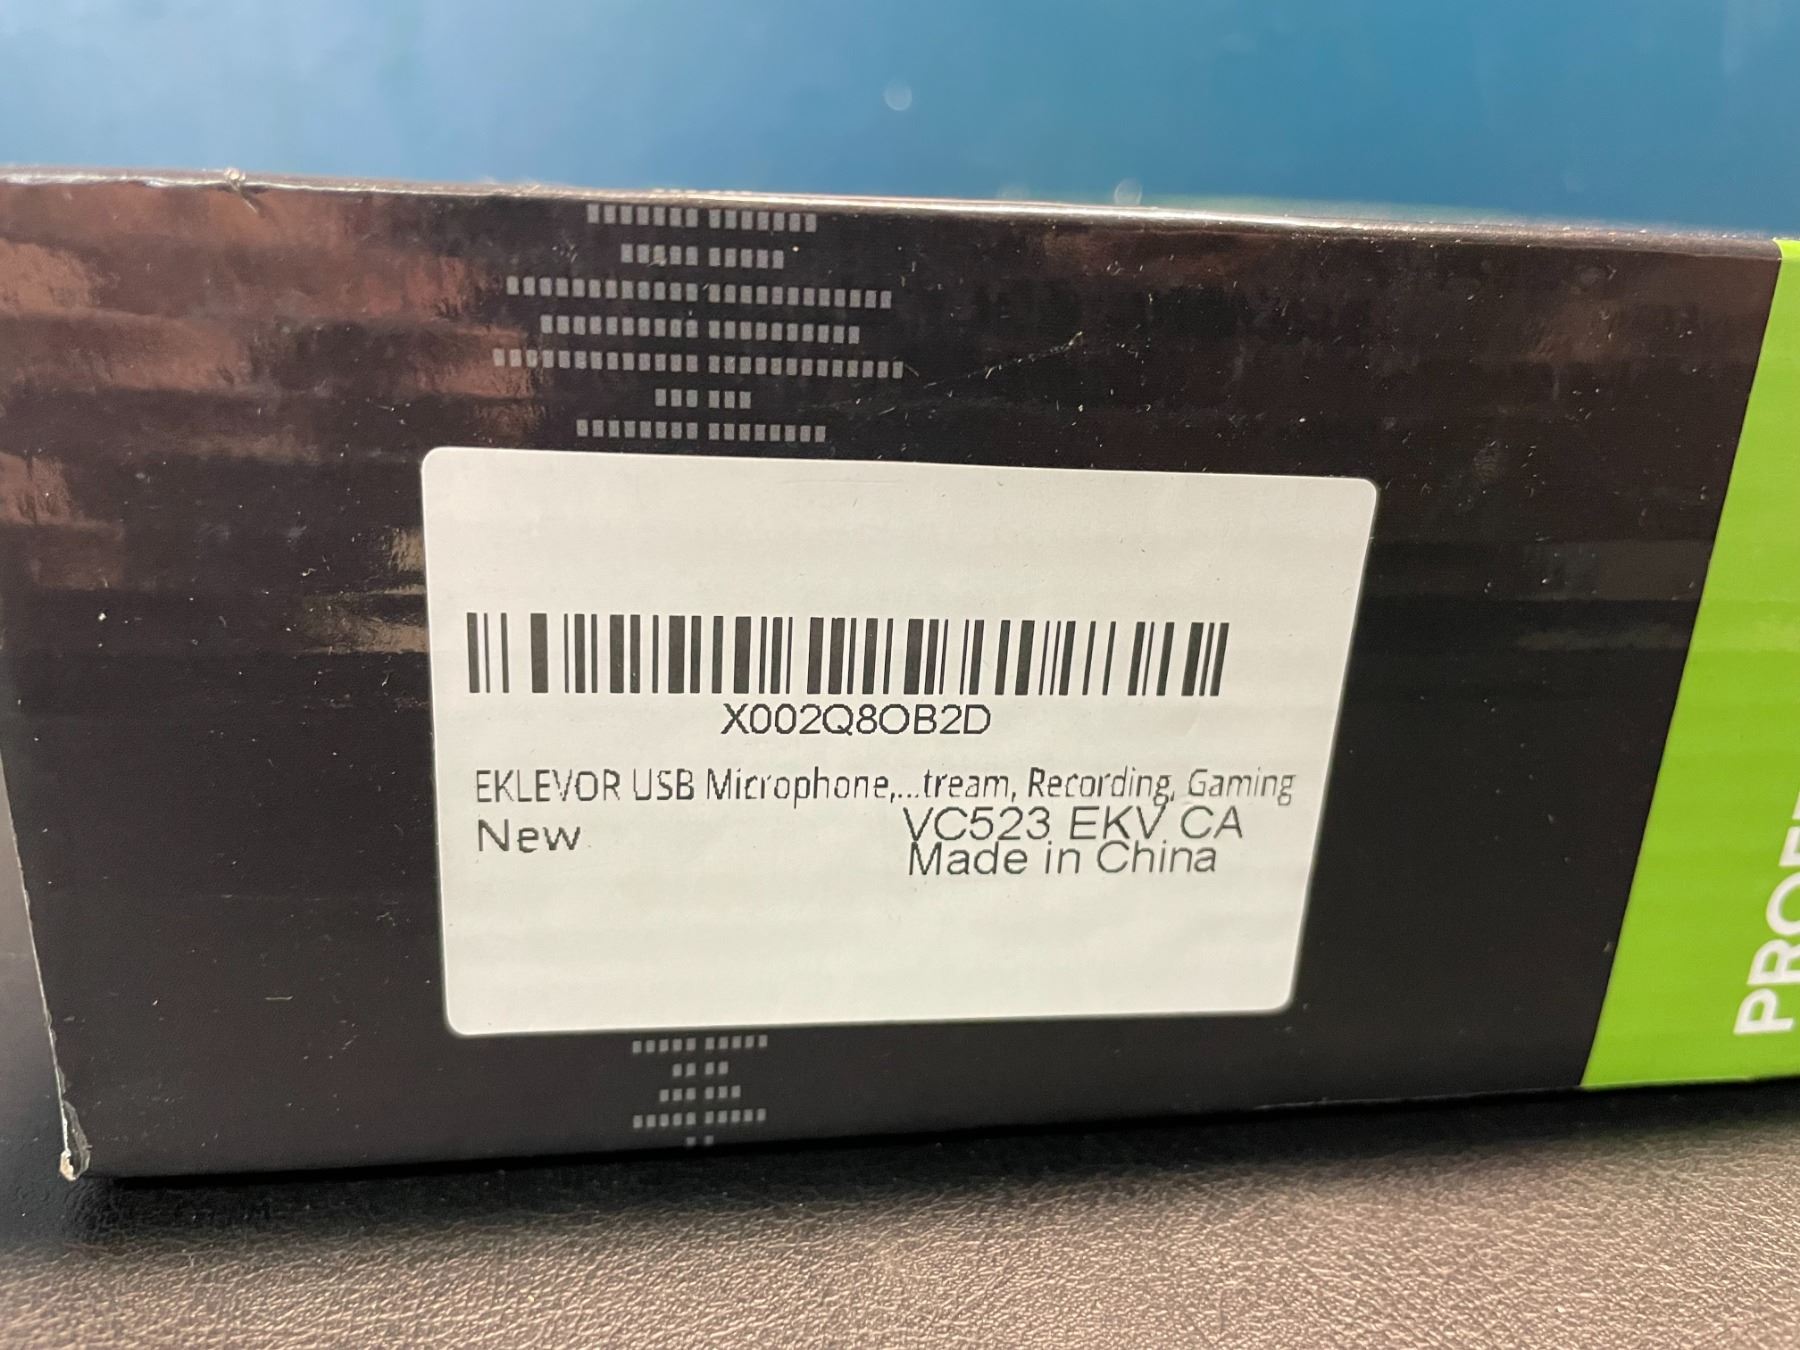 X002Q8OB2D
EKLEVOR USB Microphone,...tream, Recording, Gaming
New
VC523 EKV CA
Made in China